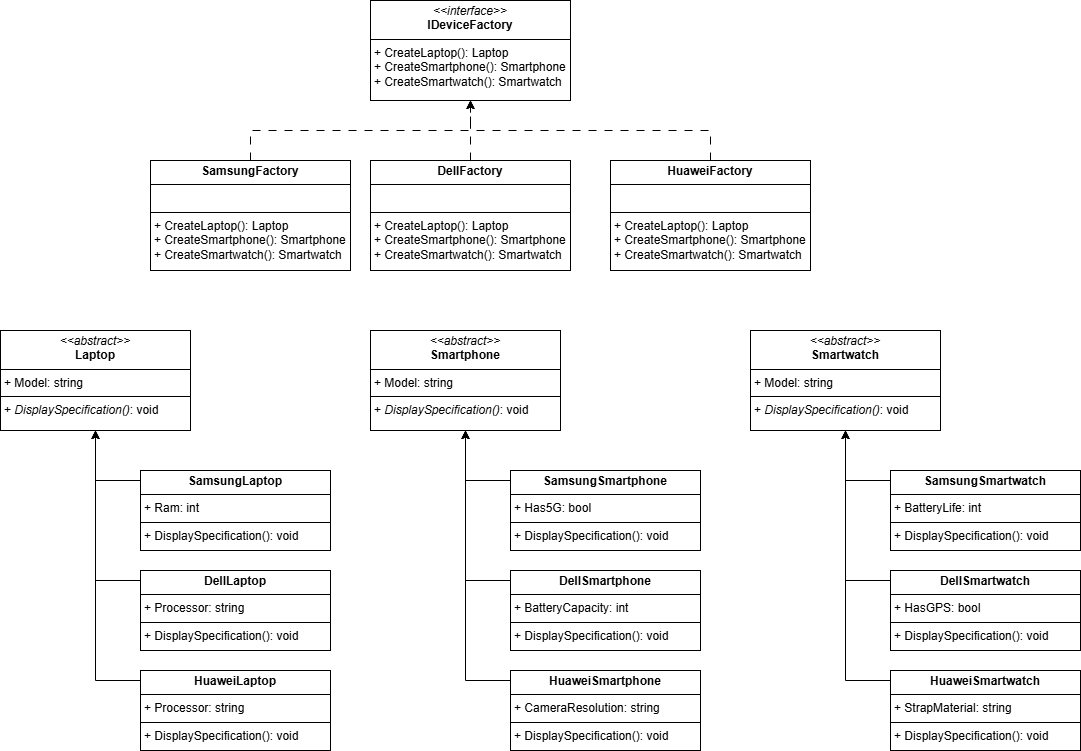 <<interface>>
IDeviceFactory
+ CreateLaptop(): Laptop
+ CreateSmartphone(): Smartphone
+ CreateSmartwatch(): Smartwatch
SamsungFactory
+ CreateLaptop(): Laptop
+ CreateSmartphone(): Smartphone
+ CreateSmartwatch(): Smartwatch
DellFactory
+ CreateLaptop(): Laptop
+ CreateSmartphone(): Smartphone
+ CreateSmartwatch(): Smartwatch
HuaweiFactory
+ CreateLaptop(): Laptop
+ CreateSmartphone(): Smartphone
+ CreateSmartwatch(): Smartwatch
<<abstract>>
Laptop
+ Model: string
+ DisplaySpecification(): void
SamsungLaptop
+ Ram: int
+ DisplaySpecification(): void
DellLaptop
+ Processor: string
+ DisplaySpecification(): void
HuaweiLaptop
+ Processor: string
+ DisplaySpecification(): void
<<abstract>>
Smartphone
+ Model: string
+ DisplaySpecification(): void
SamsungSmartphone
+ Has5G: bool
+ DisplaySpecification(): void
DellSmartphone
+ BatteryCapacity: int
+ DisplaySpecification(): void
HuaweiSmartphone
+ CameraResolution: string
+ DisplaySpecification(): void
<<abstract>>
Smartwatch
+ Model: string
+ DisplaySpecification(): void
SamsungSmartwatch
+ BatteryLife: int
+ DisplaySpecification(): void
DellSmartwatch
+ HasGPS: bool
+ DisplaySpecification(): void
HuaweiSmartwatch
+ StrapMaterial: string
+ DisplaySpecification(): void